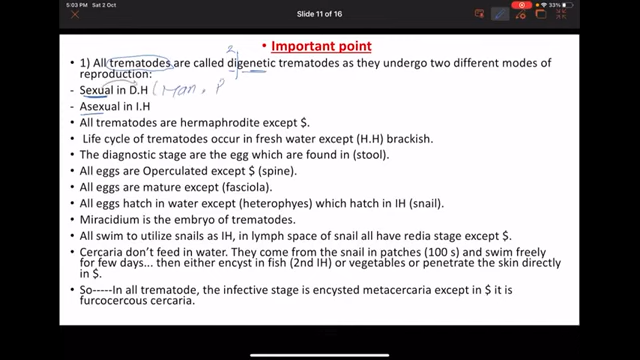 5:03 PM Sat 2 Oct
Slide 11 of 16
• Important point
2
• 1) All trematodes are called digenetic trematodes as they undergo two different modes of
reproduction:
- Sexual in D.H (Man, P
- Asexual in I.H
• All trematodes are hermaphrodite except $.
• Life cycle of trematodes occur in fresh water except (H.H) brackish.
• The diagnostic stage are the egg which are found in (stool).
• All eggs are Operculated except $ (spine).
• All eggs are mature except (fasciola).
• All eggs hatch in water except (heterophyes) which hatch in IH (snail).
• Miracidium is the embryo of trematodes.
• All swim to utilize snails as IH, in lymph space of snail all have redia stage except $.
• Cercaria don't feed in water. They come from the snail in patches (100 s) and swim freely
for few days... then either encyst in fish (2nd IH) or vegetables or penetrate the skin directly
in $.
• So-----In all trematode, the infective stage is encysted metacercaria except in $ it is
furcocercous cercaria.